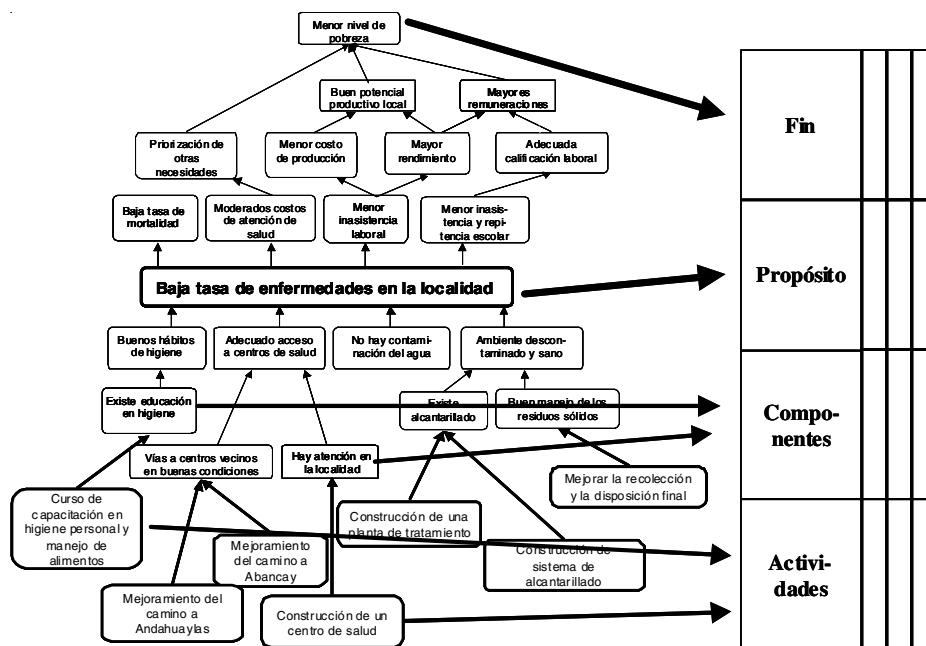 Menor nivel de
pobreza
Buen potencial
productivo local
Mayores
remuneraciones
Priorización de
otras
necesidades
Menor costo
de producción
Mayor
rendimiento
Adecuada
calificación laboral
Baja tasa de
mortalidad
Moderados costos
de atención de
salud
Menor
inasistencia
laboral
Menor inasis-
tencia y repi-
tencia escolar
Baja tasa de enfermedades en la localidad
Buenos hábitos
de higiene
Adecuado acceso
a centros de salud
No hay contami-
nación del agua
Ambiente descon-
taminado y sano
Existe educación
en higiene
Existe
alcantarillado
Buen manejo de los
residuos sólidos
Vías a centros vecinos
en buenas condiciones
Hay atención en
la localidad
Mejorar la recolección
y la disposición final
Curso de
capacitación en
higiene personal y
manejo de
alimentos
Construcción de una
planta de tratamiento
Mejoramiento
del camino a
Abancay
Construcción de
sistema de
alcantarillado
Mejoramiento del
camino a
Andahuaylas
Construcción de un
centro de salud
Fin
Propósito
Compo-
nentes
Activi-
dades